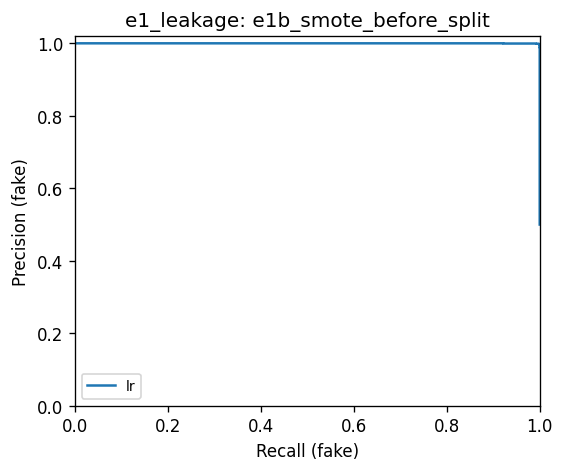 e1_leakage: e1b_smote_before_split
1.0
0.8
0.6
0.4
0.2
0.0
Precision (fake)
lr
0.0 0.2 0.4 0.6 0.8 1.0
Recall (fake)